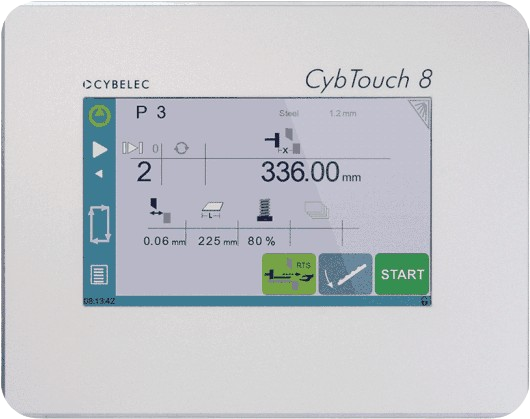 CYBELEC
CybTouch 8
P 3
Steel 1.2 mm
0
X
2 336.00 mm
L
0.06 mm 225 mm 80 %
RTS
START
08:13:42